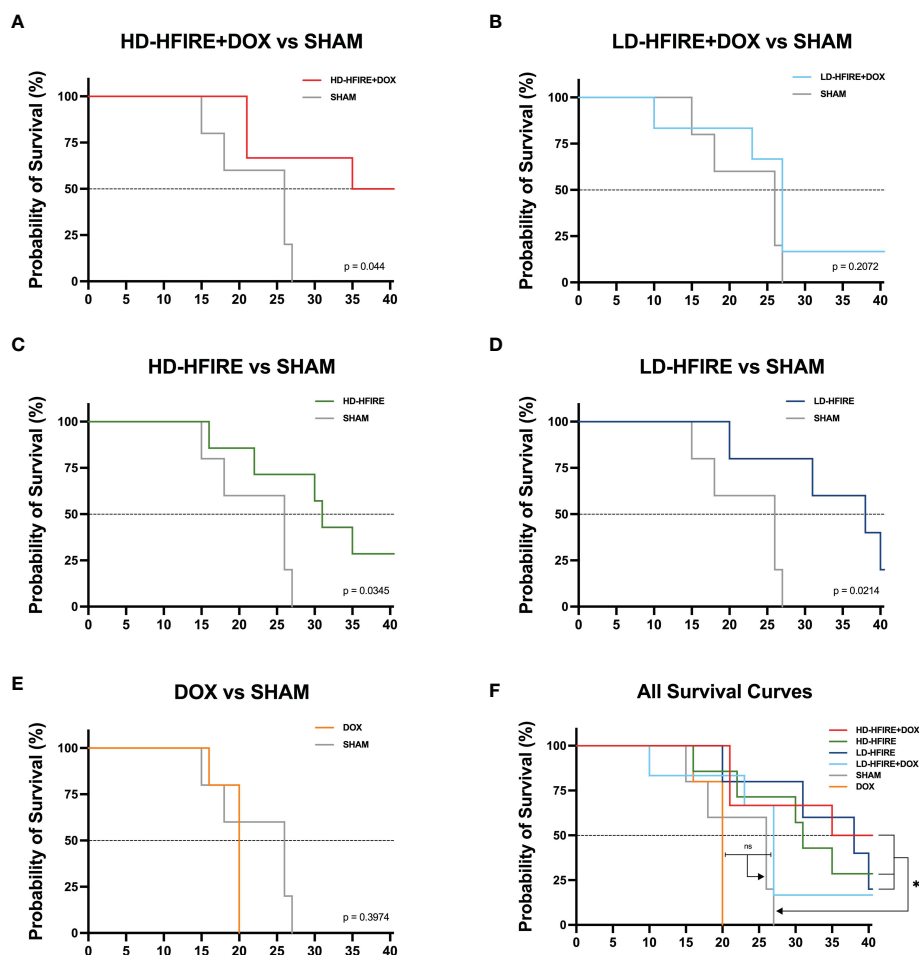 A
HD-HFIRE+DOX vs SHAM
HD-HFIRE+DOX
SHAM
Probability of Survival (%)
100
75
50
25
0
p = 0.044
0 5 10 15 20 25 30 35 40
B
LD-HFIRE+DOX vs SHAM
LD-HFIRE+DOX
SHAM
Probability of Survival (%)
100
75
50
25
0
p = 0.2072
0 5 10 15 20 25 30 35 40
C
HD-HFIRE vs SHAM
HD-HFIRE
SHAM
Probability of Survival (%)
100
75
50
25
0
p = 0.0345
0 5 10 15 20 25 30 35 40
D
LD-HFIRE vs SHAM
LD-HFIRE
SHAM
Probability of Survival (%)
100
75
50
25
0
p = 0.0214
0 5 10 15 20 25 30 35 40
E
DOX vs SHAM
DOX
SHAM
Probability of Survival (%)
100
75
50
25
0
p = 0.3974
0 5 10 15 20 25 30 35 40
F
All Survival Curves
HD-HFIRE+DOX
HD-HFIRE
LD-HFIRE
LD-HFIRE+DOX
SHAM
DOX
Probability of Survival (%)
100
75
50
25
0
ns
*
0 5 10 15 20 25 30 35 40